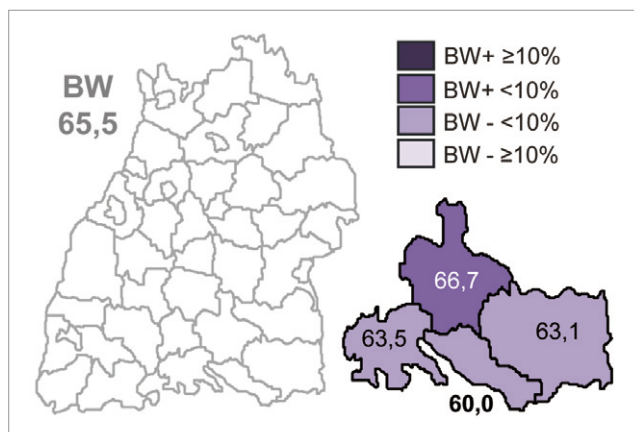 BW
65,5
BW+ ≥10%
BW+ <10%
BW - <10%
BW - ≥10%
66,7
63,5
63,1
60,0